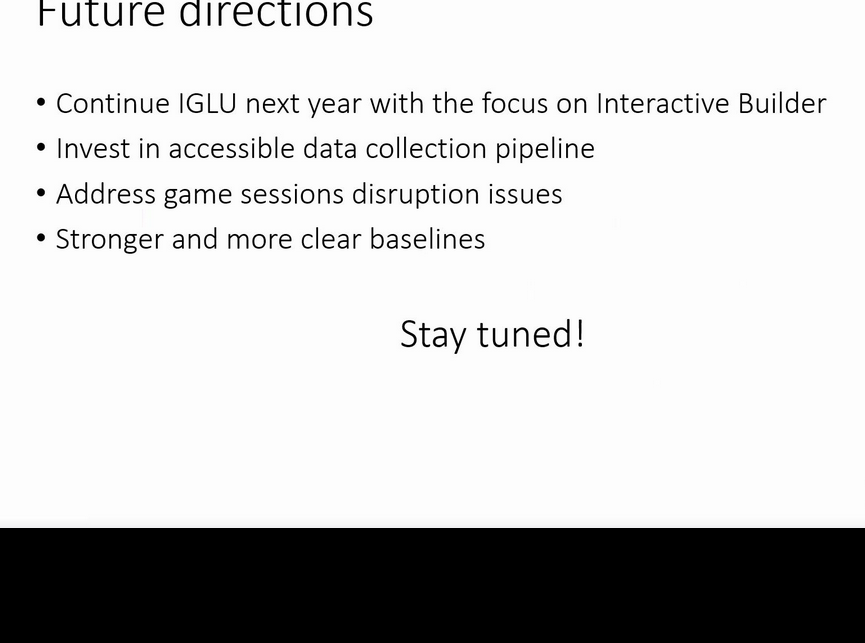 Future directions
• Continue IGLU next year with the focus on Interactive Builder
• Invest in accessible data collection pipeline
• Address game sessions disruption issues
• Stronger and more clear baselines
Stay tuned!